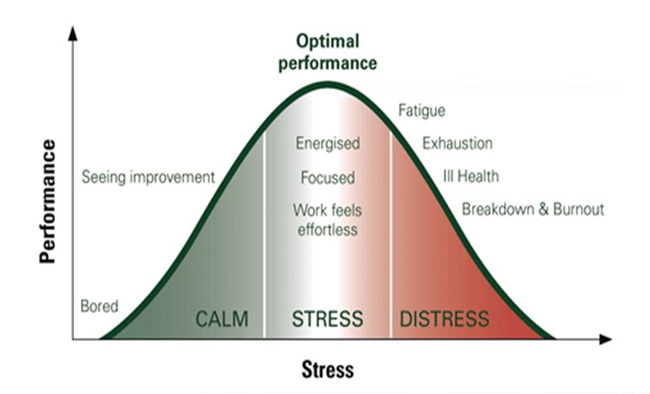 Optimal
performance
Fatigue
Energised
Exhaustion
Seeing improvement
Focused
Ill Health
Work feels
effortless
Breakdown & Burnout
Performance
Bored
CALM
STRESS
DISTRESS
Stress